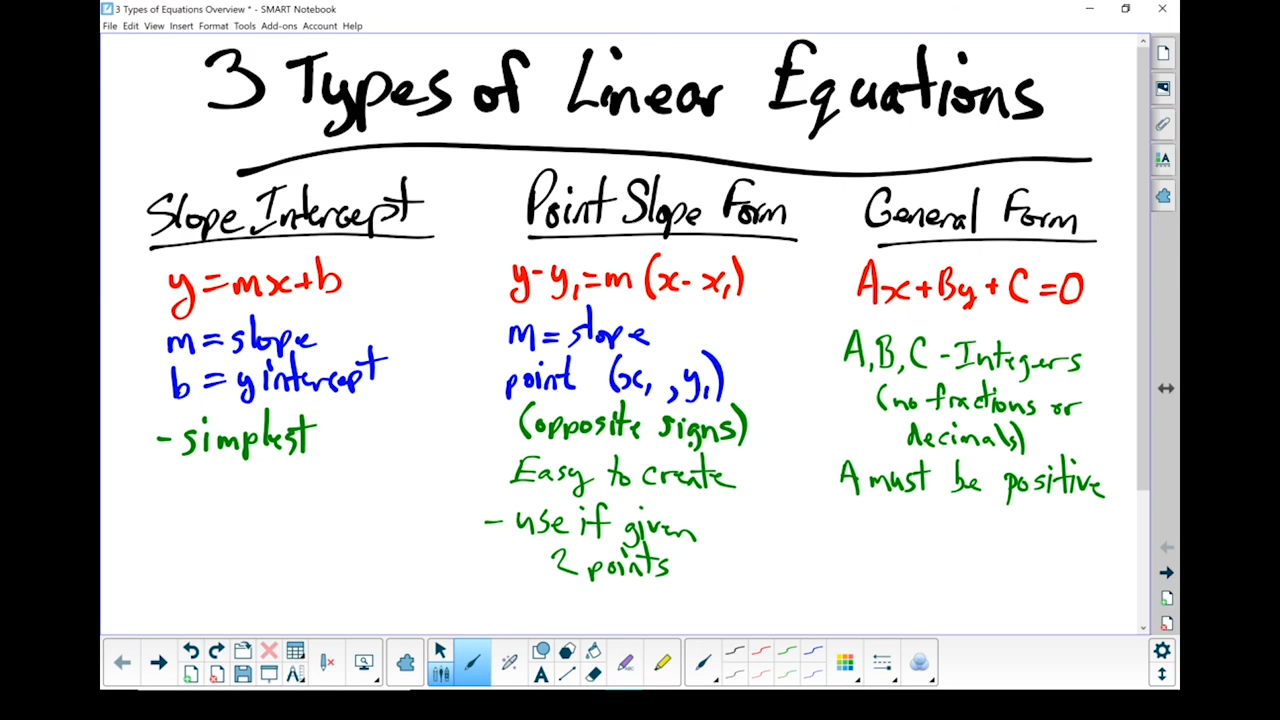 3 Types of Equations Overview * - SMART Notebook
File Edit View Insert Format Tools Add-ons Account Help
3 Types of Linear Equations
Slope Intercept
y = mx + b
m = slope
b = y intercept
- simplest
Point Slope Form
y - y₁ = m (x - x₁)
m = slope
point (x₁, y₁)
(opposite signs)
Easy to create
- use if given
2 points
General Form
Ax + By + C = 0
A, B, C - Integers
(no fractions or
decimals)
A must be positive